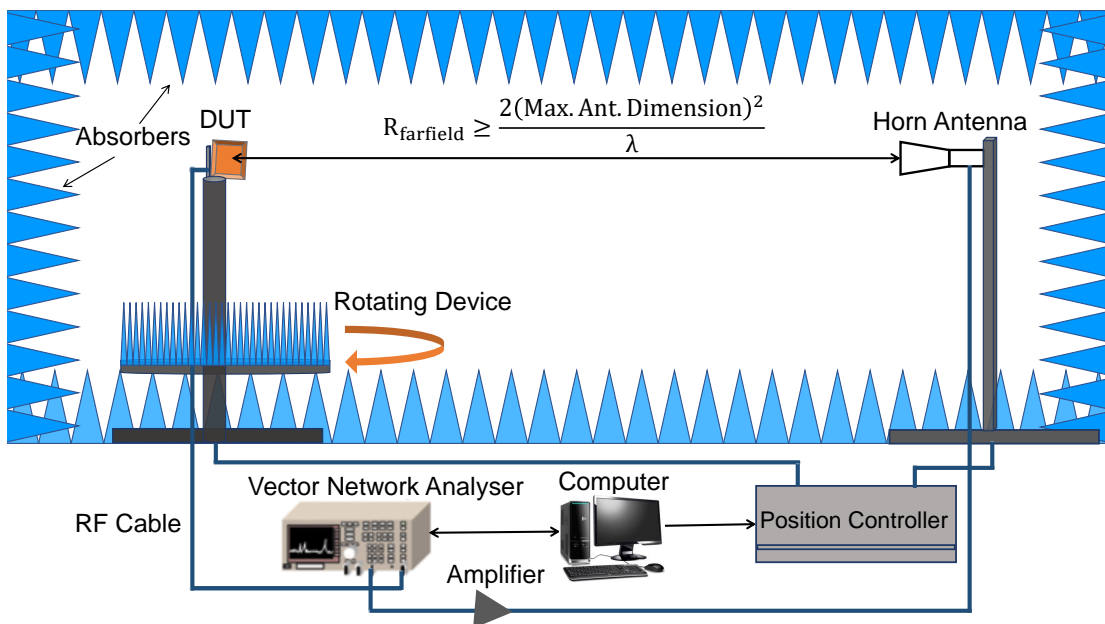 Absorbers
DUT
R_farfield ≥ 2(Max. Ant. Dimension)² / λ
Horn Antenna
Rotating Device
Vector Network Analyser
Computer
Position Controller
RF Cable
Amplifier